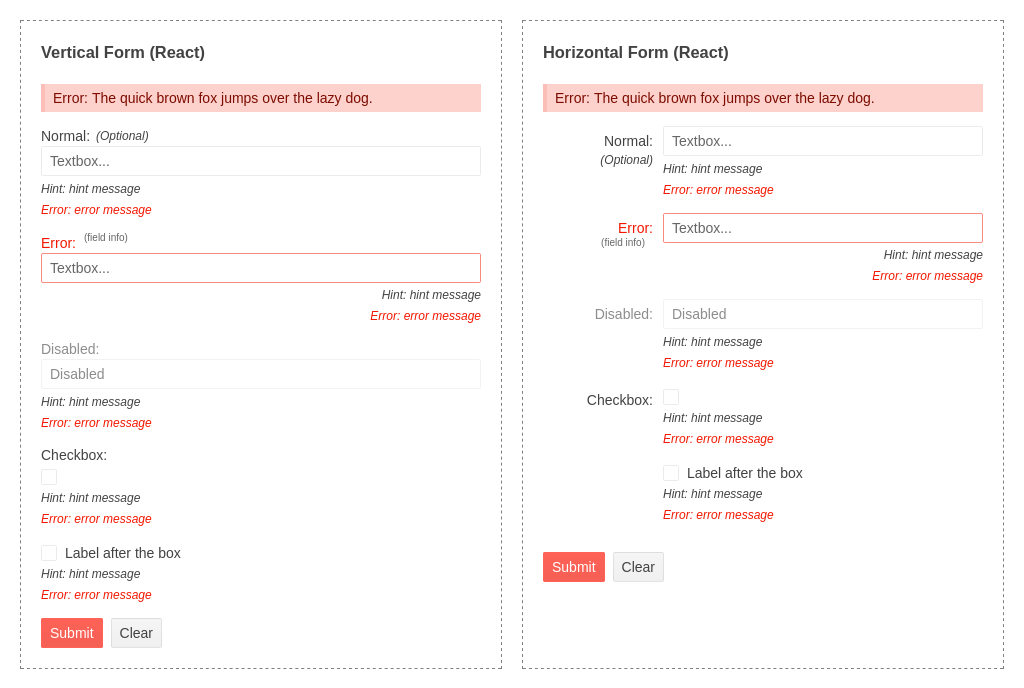 Vertical Form (React)
Error: The quick brown fox jumps over the lazy dog.
Normal: (Optional)
Textbox...
Hint: hint message
Error: error message
Error: (field info)
Textbox...
Hint: hint message
Error: error message
Disabled:
Disabled
Hint: hint message
Error: error message
Checkbox:
Hint: hint message
Error: error message
Label after the box
Hint: hint message
Error: error message
Submit Clear
Horizontal Form (React)
Error: The quick brown fox jumps over the lazy dog.
Normal: Textbox...
(Optional) Hint: hint message
Error: error message
Error: Textbox...
(field info)
Hint: hint message
Error: error message
Disabled: Disabled
Hint: hint message
Error: error message
Checkbox:
Hint: hint message
Error: error message
Label after the box
Hint: hint message
Error: error message
Submit Clear